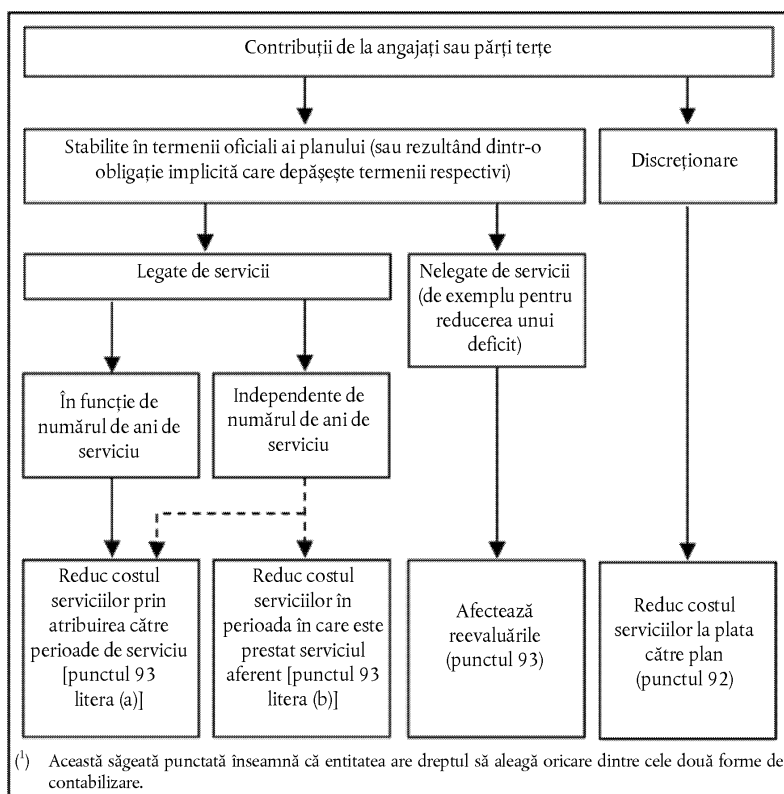 Contribuții de la angajați sau părți terțe
Stabilite în termenii oficiali ai planului (sau rezultând dintr-o
obligație implicită care depășește termenii respectivi)
Discreționare
Legate de servicii
Nelegate de servicii
(de exemplu pentru
reducerea unui
deficit)
În funcție de
numărul de ani de
serviciu
Independente de
numărul de ani de
serviciu
Reduc costul
serviciilor prin
atribuirea către
perioade de serviciu
[punctul 93
litera (a)]
Reduc costul
serviciilor în
perioada în care este
prestat serviciul
aferent [punctul 93
litera (b)]
Afectează
reevaluările
(punctul 93)
Reduc costul
serviciilor la plata
către plan
(punctul 92)
(¹) Această săgeată punctată înseamnă că entitatea are dreptul să aleagă oricare dintre cele două forme de
contabilizare.